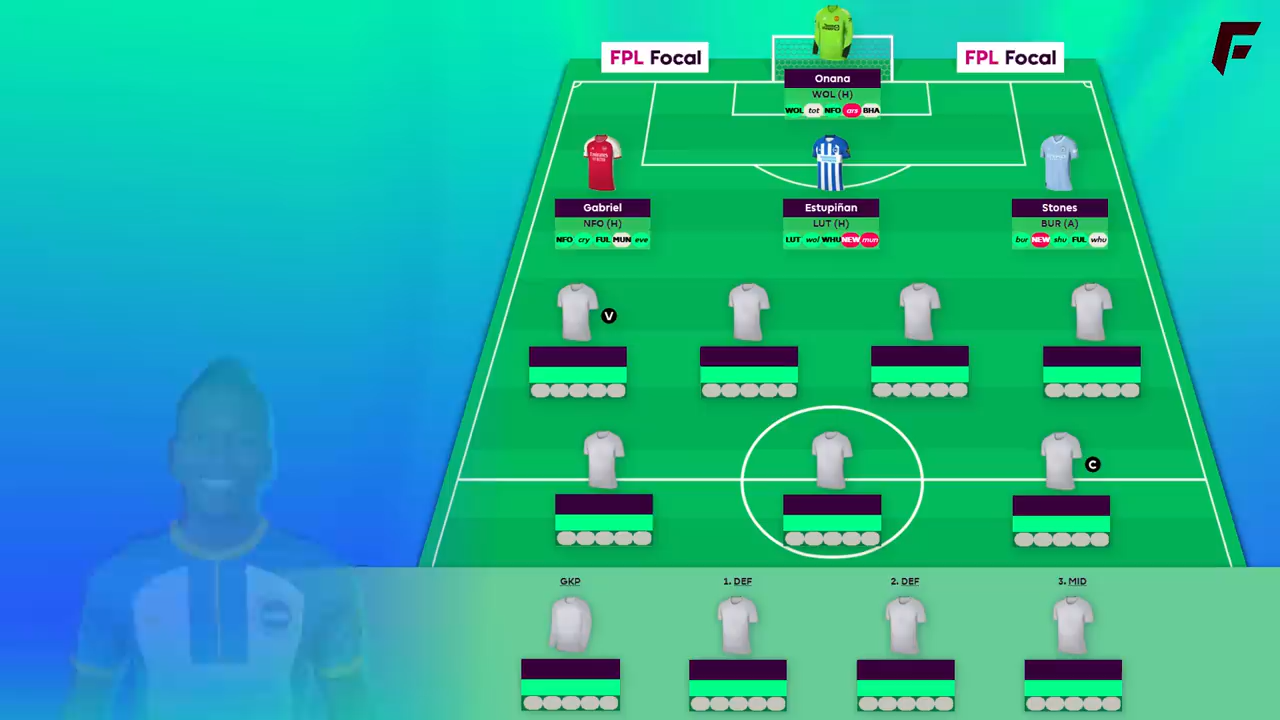 FPL Focal
FPL Focal
Onana
WOL (H)
WOL tot NFO ars BHA
Gabriel
NFO (H)
NFO cry FUL MUN eve
Estupiñan
LUT (H)
LUT wol WHU NEW mun
Stones
BUR (A)
bur NEW shu FUL whu
V
C
GKP
1. DEF
2. DEF
3. MID